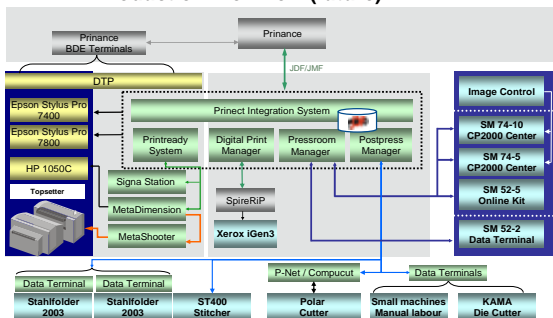 Prinance
BDE Terminals
Prinance
JDF/JMF
DTP
Epson Stylus Pro
7400
Epson Stylus Pro
7800
HP 1050C
Topsetter
Prinect Integration System
Printready
System
Digital Print
Manager
Pressroom
Manager
Postpress
Manager
Signa Station
MetaDimension
MetaShooter
SpireRiP
Xerox iGen3
Image Control
SM 74-10
CP2000 Center
SM 74-5
CP2000 Center
SM 52-5
Online Kit
SM 52-2
Data Terminal
Data Terminal
Data Terminal
P-Net / Compucut
Data Terminals
Stahlfolder
2003
Stahlfolder
2003
ST400
Stitcher
Polar
Cutter
Small machines
Manual labour
KAMA
Die Cutter